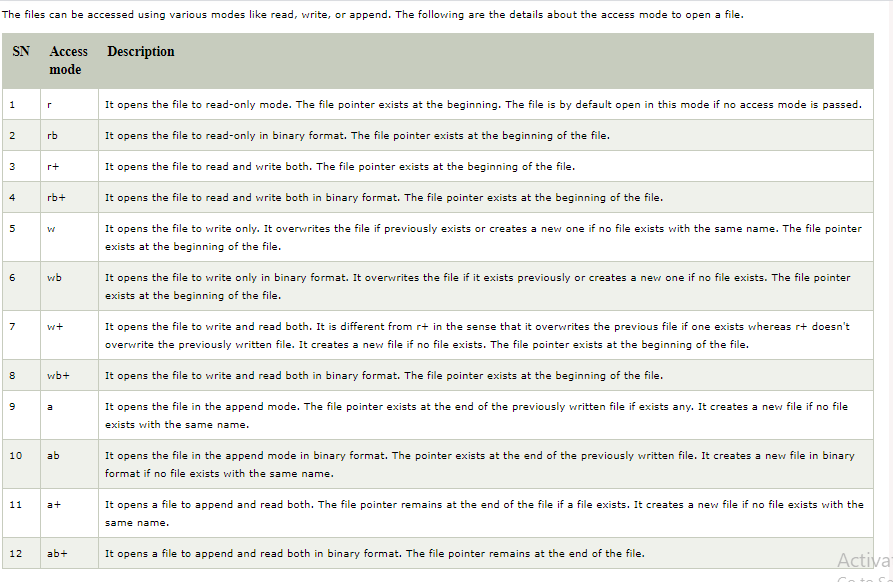 The files can be accessed using various modes like read, write, or append. The following are the details about the access mode to open a file.
SN Access mode Description
1 r It opens the file to read-only mode. The file pointer exists at the beginning. The file is by default open in this mode if no access mode is passed.
2 rb It opens the file to read-only in binary format. The file pointer exists at the beginning of the file.
3 r+ It opens the file to read and write both. The file pointer exists at the beginning of the file.
4 rb+ It opens the file to read and write both in binary format. The file pointer exists at the beginning of the file.
5 w It opens the file to write only. It overwrites the file if previously exists or creates a new one if no file exists with the same name. The file pointer
exists at the beginning of the file.
6 wb It opens the file to write only in binary format. It overwrites the file if it exists previously or creates a new one if no file exists. The file pointer
exists at the beginning of the file.
7 w+ It opens the file to write and read both. It is different from r+ in the sense that it overwrites the previous file if one exists whereas r+ doesn't
overwrite the previously written file. It creates a new file if no file exists. The file pointer exists at the beginning of the file.
8 wb+ It opens the file to write and read both in binary format. The file pointer exists at the beginning of the file.
9 a It opens the file in the append mode. The file pointer exists at the end of the previously written file if exists any. It creates a new file if no file
exists with the same name.
10 ab It opens the file in the append mode in binary format. The pointer exists at the end of the previously written file. It creates a new file in binary
format if no file exists with the same name.
11 a+ It opens a file to append and read both. The file pointer remains at the end of the file if a file exists. It creates a new file if no file exists with the
same name.
12 ab+ It opens a file to append and read both in binary format. The file pointer remains at the end of the file.
Activa